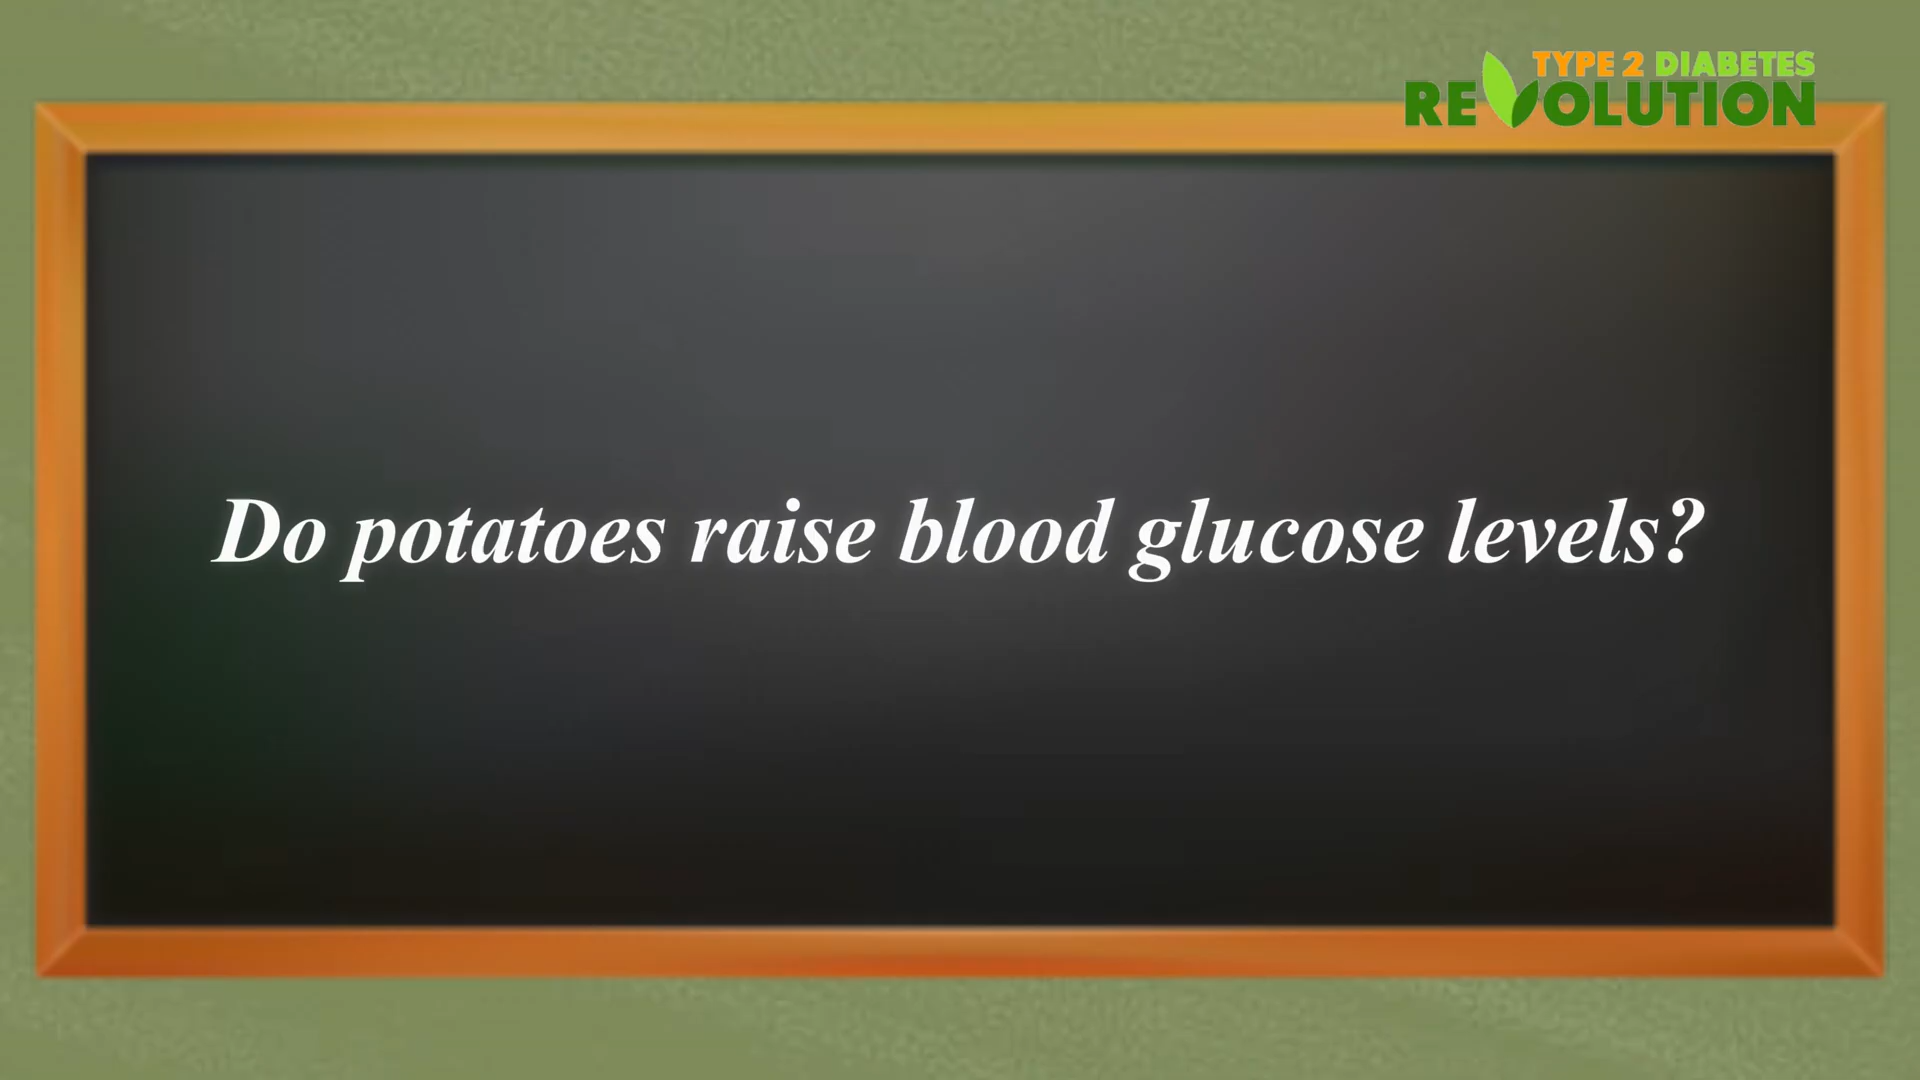 TYPE 2 DIABETES
REVOLUTION
Do potatoes raise blood glucose levels?